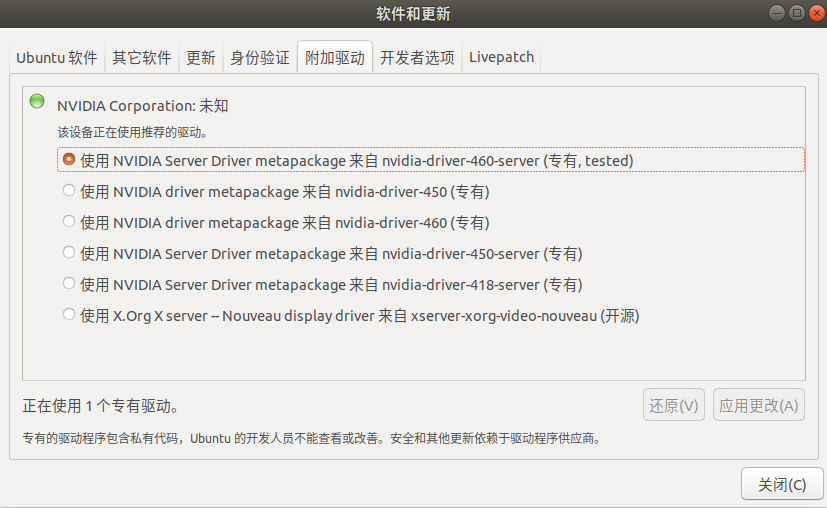 软件和更新
Ubuntu 软件 其它软件 更新 身份验证 附加驱动 开发者选项 Livepatch
NVIDIA Corporation: 未知
该设备正在使用推荐的驱动。
使用 NVIDIA Server Driver metapackage 来自 nvidia-driver-460-server (专有, tested)
使用 NVIDIA driver metapackage 来自 nvidia-driver-450 (专有)
使用 NVIDIA driver metapackage 来自 nvidia-driver-460 (专有)
使用 NVIDIA Server Driver metapackage 来自 nvidia-driver-450-server (专有)
使用 NVIDIA Server Driver metapackage 来自 nvidia-driver-418-server (专有)
使用 X.Org X server -- Nouveau display driver 来自 xserver-xorg-video-nouveau (开源)
正在使用 1 个专有驱动。 还原(V) 应用更改(A)
专有的驱动程序包含私有代码，Ubuntu 的开发人员不能查看或改善。安全和其他更新依赖于驱动程序供应商。
关闭(C)